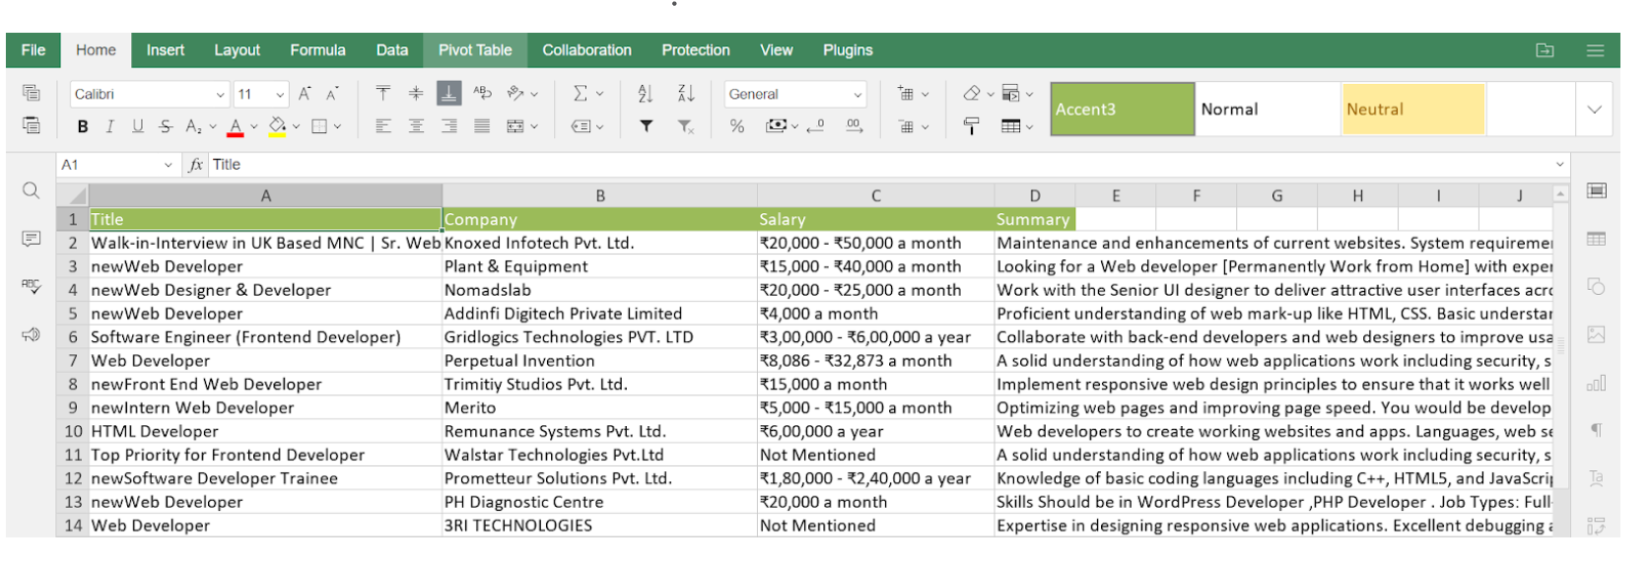 File Home Insert Layout Formula Data Pivot Table Collaboration Protection View Plugins
Calibri 11 General Accent3 Normal Neutral
A1 fx Title
A B C D E F G H I J
1 Title Company Salary Summary
2 Walk-in-Interview in UK Based MNC | Sr. Web Knoxed Infotech Pvt. Ltd. ₹20,000 - ₹50,000 a month Maintenance and enhancements of current websites. System requiremen
3 newWeb Developer Plant & Equipment ₹15,000 - ₹40,000 a month Looking for a Web developer [Permanently Work from Home] with exper
4 newWeb Designer & Developer Nomadslab ₹20,000 - ₹25,000 a month Work with the Senior UI designer to deliver attractive user interfaces acro
5 newWeb Developer Addinfi Digitech Private Limited ₹4,000 a month Proficient understanding of web mark-up like HTML, CSS. Basic understan
6 Software Engineer (Frontend Developer) Gridlogics Technologies PVT. LTD ₹3,00,000 - ₹6,00,000 a year Collaborate with back-end developers and web designers to improve usa
7 Web Developer Perpetual Invention ₹8,086 - ₹32,873 a month A solid understanding of how web applications work including security, s
8 newFront End Web Developer Trimitiy Studios Pvt. Ltd. ₹15,000 a month Implement responsive web design principles to ensure that it works well
9 newIntern Web Developer Merito ₹5,000 - ₹15,000 a month Optimizing web pages and improving page speed. You would be develop
10 HTML Developer Remunance Systems Pvt. Ltd. ₹6,00,000 a year Web developers to create working websites and apps. Languages, web se
11 Top Priority for Frontend Developer Walstar Technologies Pvt.Ltd Not Mentioned A solid understanding of how web applications work including security, s
12 newSoftware Developer Trainee Prometteur Solutions Pvt. Ltd. ₹1,80,000 - ₹2,40,000 a year Knowledge of basic coding languages including C++, HTML5, and JavaScrip
13 newWeb Developer PH Diagnostic Centre ₹20,000 a month Skills Should be in WordPress Developer ,PHP Developer . Job Types: Full-
14 Web Developer 3RI TECHNOLOGIES Not Mentioned Expertise in designing responsive web applications. Excellent debugging a